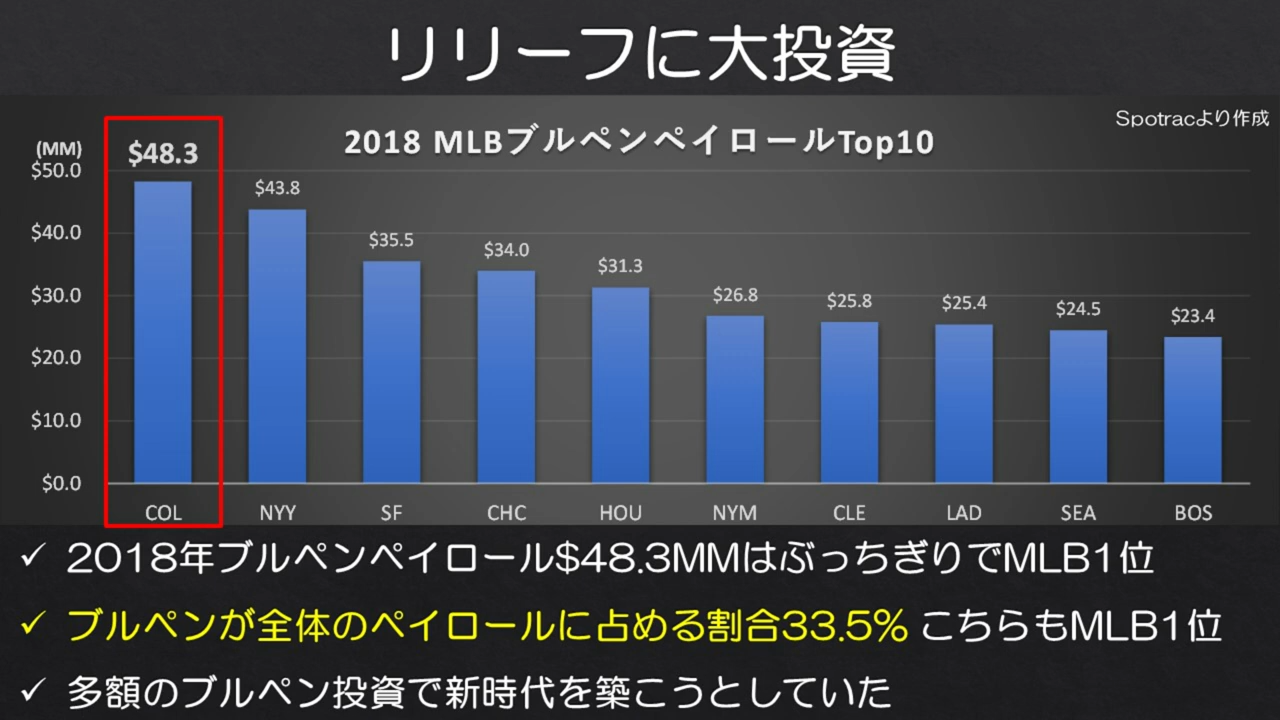 リリーフに大投資
Spotracより作成
2018 MLBブルペンペイロールTop10
(MM)
$50.0
$40.0
$30.0
$20.0
$10.0
$0.0
$48.3
$43.8
$35.5
$34.0
$31.3
$26.8
$25.8
$25.4
$24.5
$23.4
COL NYY SF CHC HOU NYM CLE LAD SEA BOS
✓ 2018年ブルペンペイロール$48.3MMはぶっちぎりでMLB1位
✓ ブルペンが全体のペイロールに占める割合33.5% こちらもMLB1位
✓ 多額のブルペン投資で新時代を築こうとしていた